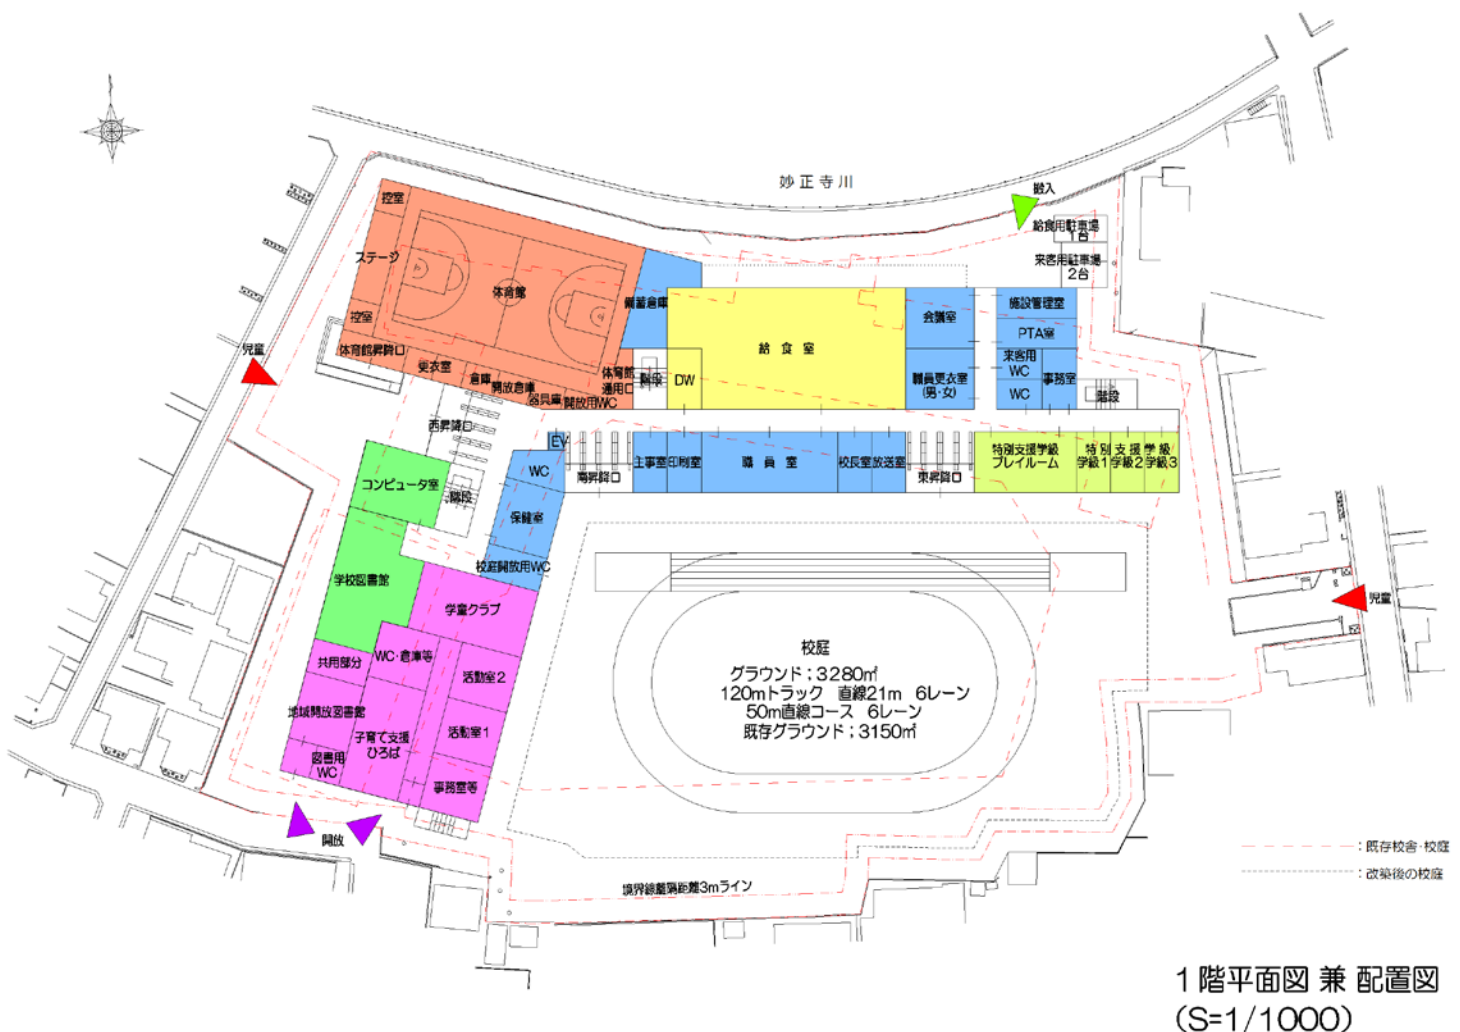 妙正寺川
搬入
給食用駐車場
1台
来客用駐車場
2台
控室
ステージ
体育館
控室
備蓄倉庫
給食室
会議室
施設管理室
PTA室
来客用
WC
WC
事務室
職員更衣室
(男・女)
階段
児童
体育館昇降口
更衣室
倉庫
開放倉庫
器具庫
開放用WC
体育館
通用口
階段
DW
西昇降口
EV
WC
南昇降口
主事室
印刷室
職員室
校長室
放送室
東昇降口
特別支援学級
プレイルーム
特別支援学級
学級1
学級2
学級3
コンピュータ室
階段
保健室
校庭開放用WC
学校図書館
学童クラブ
共用部分
WC・倉庫等
活動室2
地域開放図書館
子育て支援
ひろば
活動室1
図書用
WC
事務室等
開放
校庭
グラウンド：3280㎡
120mトラック 直線21m 6レーン
50m直線コース 6レーン
既存グラウンド：3150㎡
児童
境界線離隔距離3mライン
：既存校舎・校庭
：改築後の校庭
1階平面図 兼 配置図
(S=1/1000)